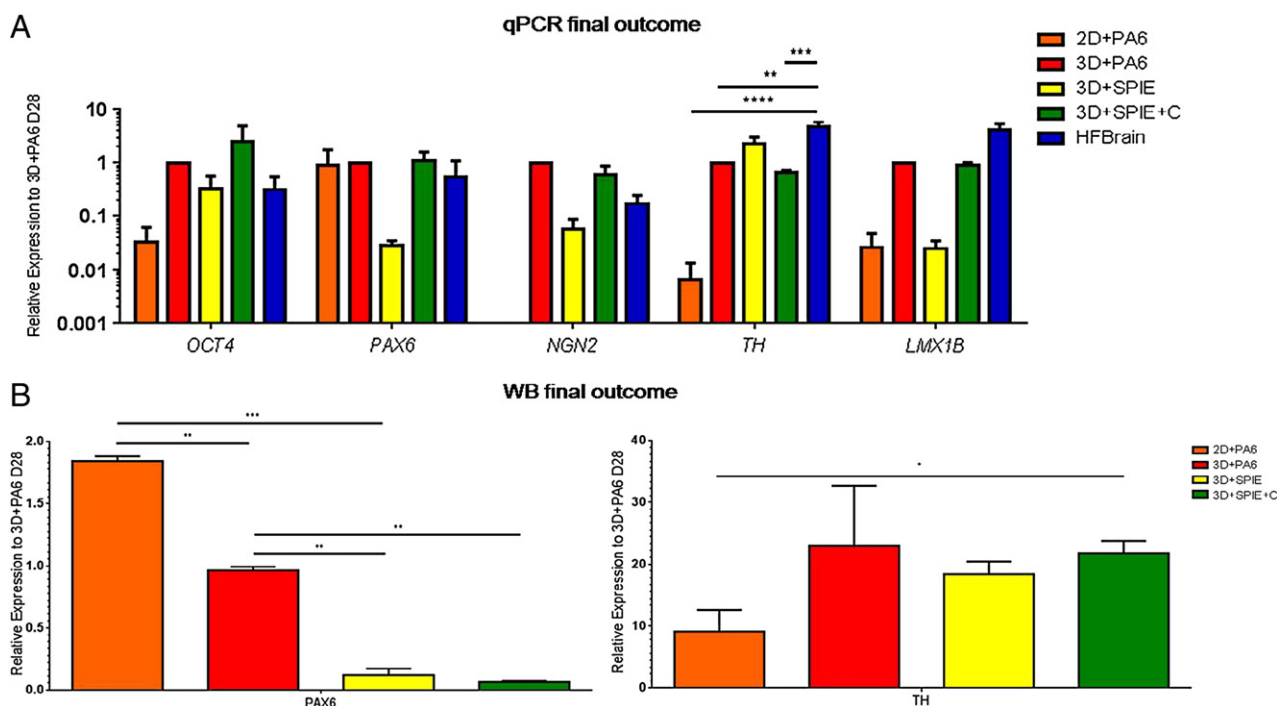 A
qPCR final outcome
2D+PA6
3D+PA6
3D+SPIE
3D+SPIE+C
HFBrain
***
**
****
Relative Expression to 3D+PA6 D28
10
1
0.1
0.01
0.001
OCT4
PAX6
NGN2
TH
LMX1B
B
WB final outcome
Relative Expression to 3D+PA6 D28
2.0
1.5
1.0
0.5
0.0
***
**
**
**
PAX6
Relative Expression to 3D+PA6 D28
40
30
20
10
0
*
TH
2D+PA6
3D+PA6
3D+SPIE
3D+SPIE+C